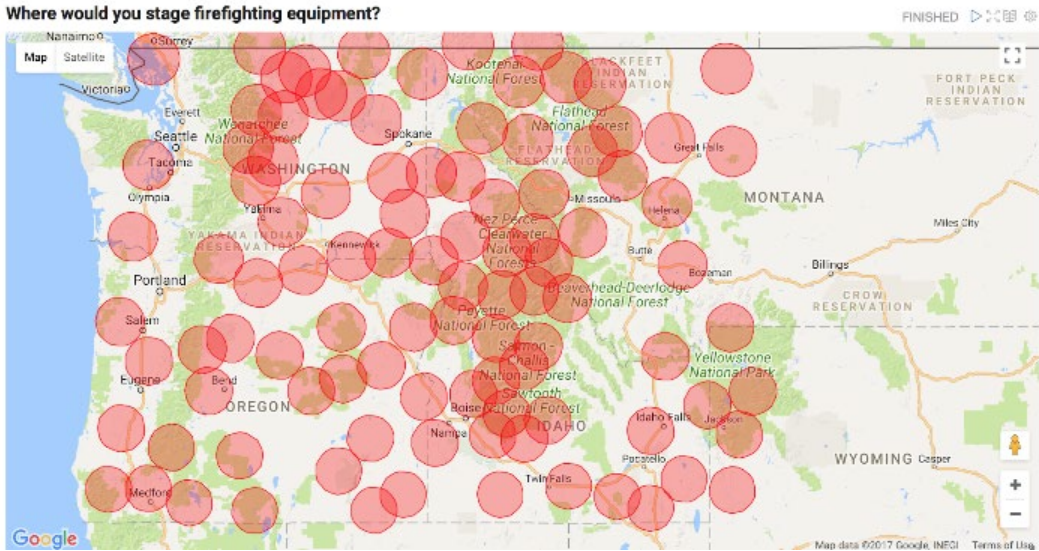 Where would you stage firefighting equipment?
FINISHED
Nanaimo
Surrey
Map Satellite
Victoria
Everett
Seattle
Tacoma
Olympia
Wenatchee
National Forest
WASHINGTON
Spokane
Kootenai
National Forest
BLACKFEET
INDIAN
RESERVATION
Flathead
National Forest
FLATHEAD
RESERVATION
Great Falls
FORT PECK
INDIAN
RESERVATION
MONTANA
Yakima
YAKAMA INDIAN
RESERVATION
Kennewick
Missoula
Helena
Nez Perce-
Clearwater
National
Forest
Butte
Bozeman
Billings
Miles City
CROW
RESERVATION
Portland
Salem
Beaverhead-Deerlodge
National Forest
Payette
National Forest
Salmon-
Challis
National Forest
Sawtooth
National Forest
Yellowstone
National Park
Eugene
Bend
OREGON
Boise
Nampa
IDAHO
Idaho Falls
Jackson
Pocatello
Twin Falls
WYOMING
Casper
Medford
Google
Map data ©2017 Google, INEGI Terms of Use